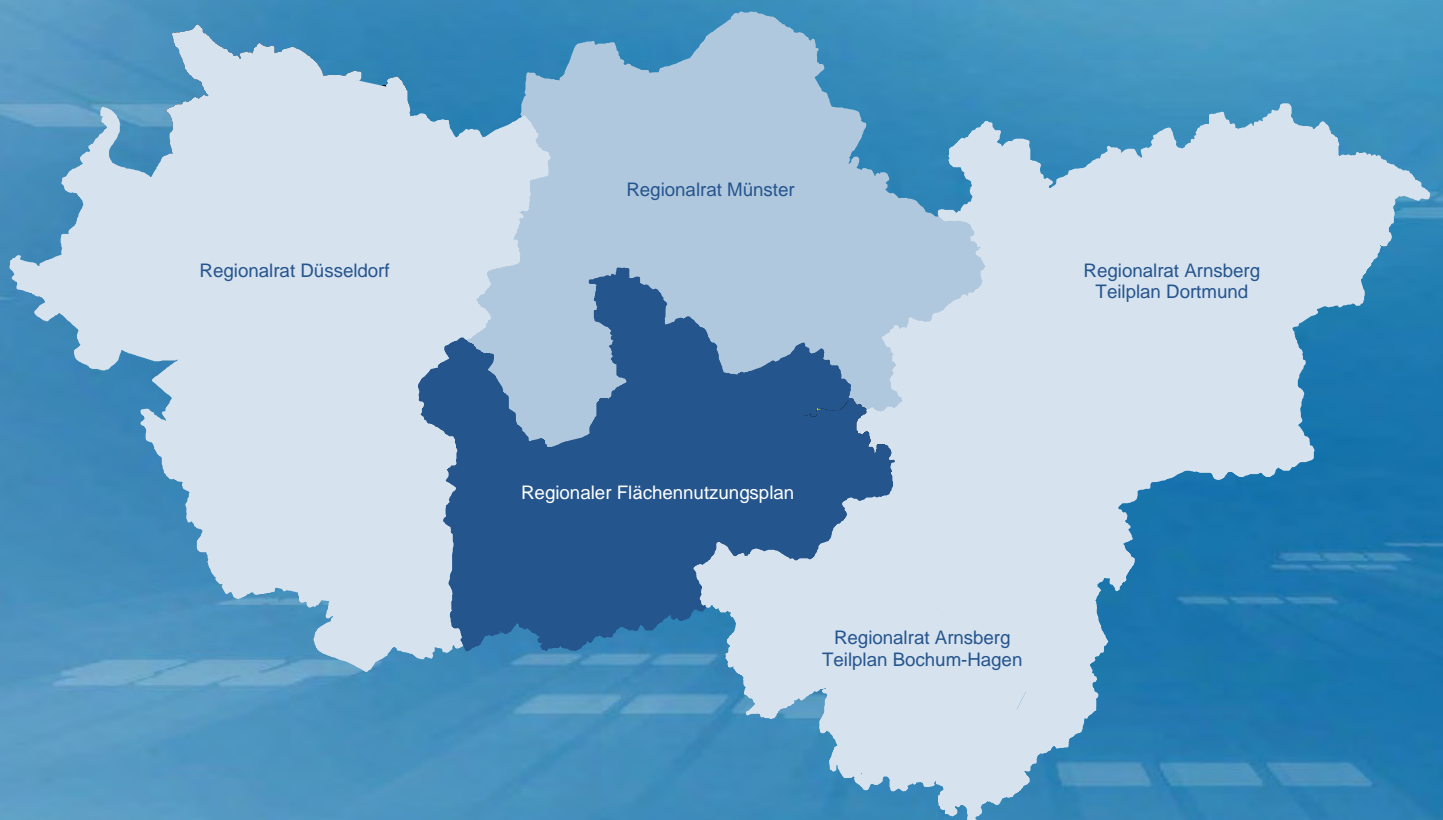 Regionalrat Münster
Regionalrat Düsseldorf
Regionalrat Arnsberg
Teilplan Dortmund
Regionaler Flächennutzungsplan
Regionalrat Arnsberg
Teilplan Bochum-Hagen